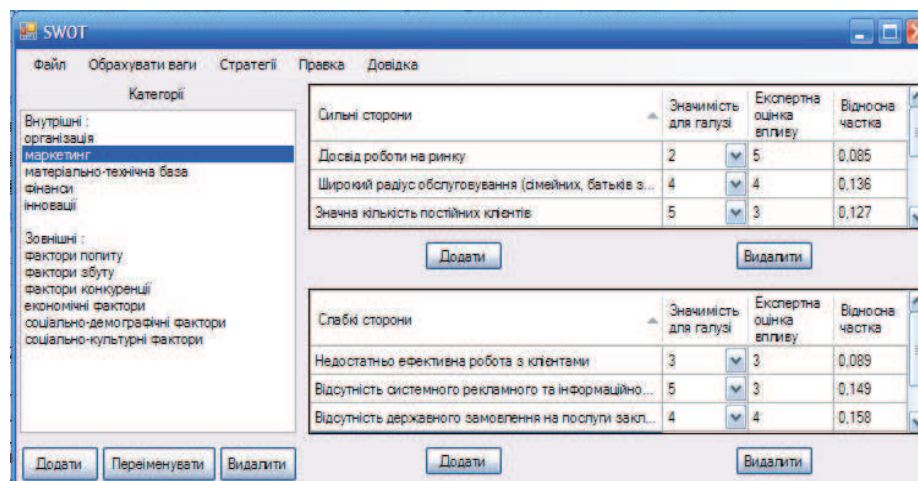 SWOT
Файл Обрахувати ваги Стратегії Правка Довідка
Категорії
Внутрішні :
організація
маркетинг
матеріально-технічна база
фінанси
інновації
Зовнішні :
фактори попиту
фактори збуту
фактори конкуренції
економічні фактори
соціально-демографічні фактори
соціально-культурні фактори
Додати Переіменувати Видалити
Сильні сторони Значимість для галузі Експертна оцінка впливу Відносна частка
Досвід роботи на ринку 2 5 0,085
Широкий радіус обслуговування (сімейних, батьків з... 4 4 0,136
Значна кількість постійних клієнтів 5 3 0,127
Додати Видалити
Слабкі сторони Значимість для галузі Експертна оцінка впливу Відносна частка
Недостатньо ефективна робота з клієнтами 3 3 0,089
Відсутність системного рекламного та інформаційно... 5 3 0,149
Відсутність державного замовлення на послуги закл... 4 4 0,158
Додати Видалити